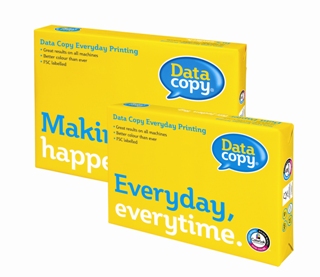 Data Copy Everyday Printing
• Great results on all machines
• Better colour than ever
• FSC labelled
Data
copy®
Makin
happe
Data Copy Everyday Printing
• Great results on all machines
• Better colour than ever
• FSC labelled
Data
copy®
Everyday,
everytime.